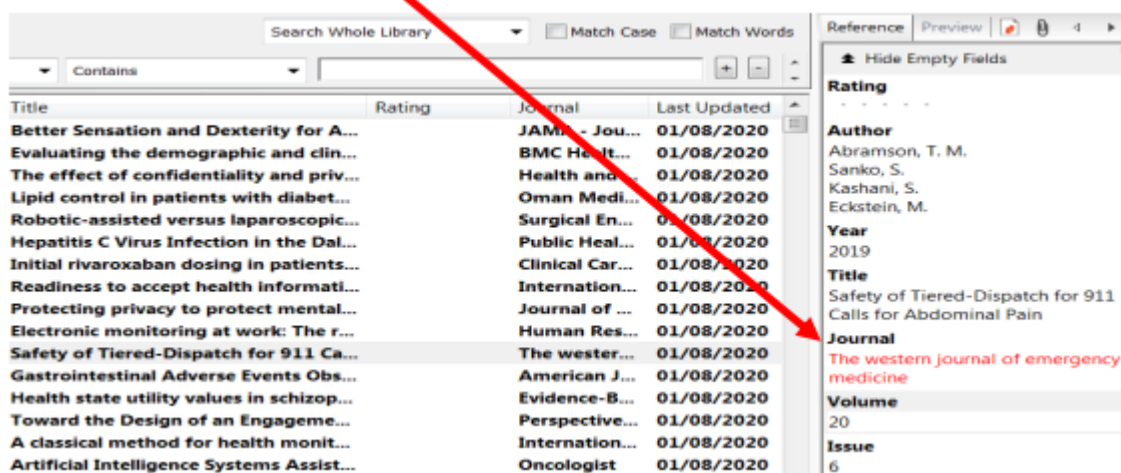 Search Whole Library Match Case Match Words
Contains + -
Title Rating Journal Last Updated
Better Sensation and Dexterity for A... JAMA - Jou... 01/08/2020
Evaluating the demographic and clin... BMC Healt... 01/08/2020
The effect of confidentiality and priv... Health and ... 01/08/2020
Lipid control in patients with diabet... Oman Medi... 01/08/2020
Robotic-assisted versus laparoscopic... Surgical En... 01/08/2020
Hepatitis C Virus Infection in the Dal... Public Heal... 01/08/2020
Initial rivaroxaban dosing in patients... Clinical Car... 01/08/2020
Readiness to accept health informati... Internation... 01/08/2020
Protecting privacy to protect mental... Journal of ... 01/08/2020
Electronic monitoring at work: The r... Human Res... 01/08/2020
Safety of Tiered-Dispatch for 911 Ca... The wester... 01/08/2020
Gastrointestinal Adverse Events Obs... American J... 01/08/2020
Health state utility values in schizop... Evidence-B... 01/08/2020
Toward the Design of an Engageme... Perspective... 01/08/2020
A classical method for health monit... Internation... 01/08/2020
Artificial Intelligence Systems Assist... Oncologist 01/08/2020
Reference Preview
Hide Empty Fields
Rating
Author
Abramson, T. M.
Sanko, S.
Kashani, S.
Eckstein, M.
Year
2019
Title
Safety of Tiered-Dispatch for 911
Calls for Abdominal Pain
Journal
The western journal of emergency
medicine
Volume
20
Issue
6